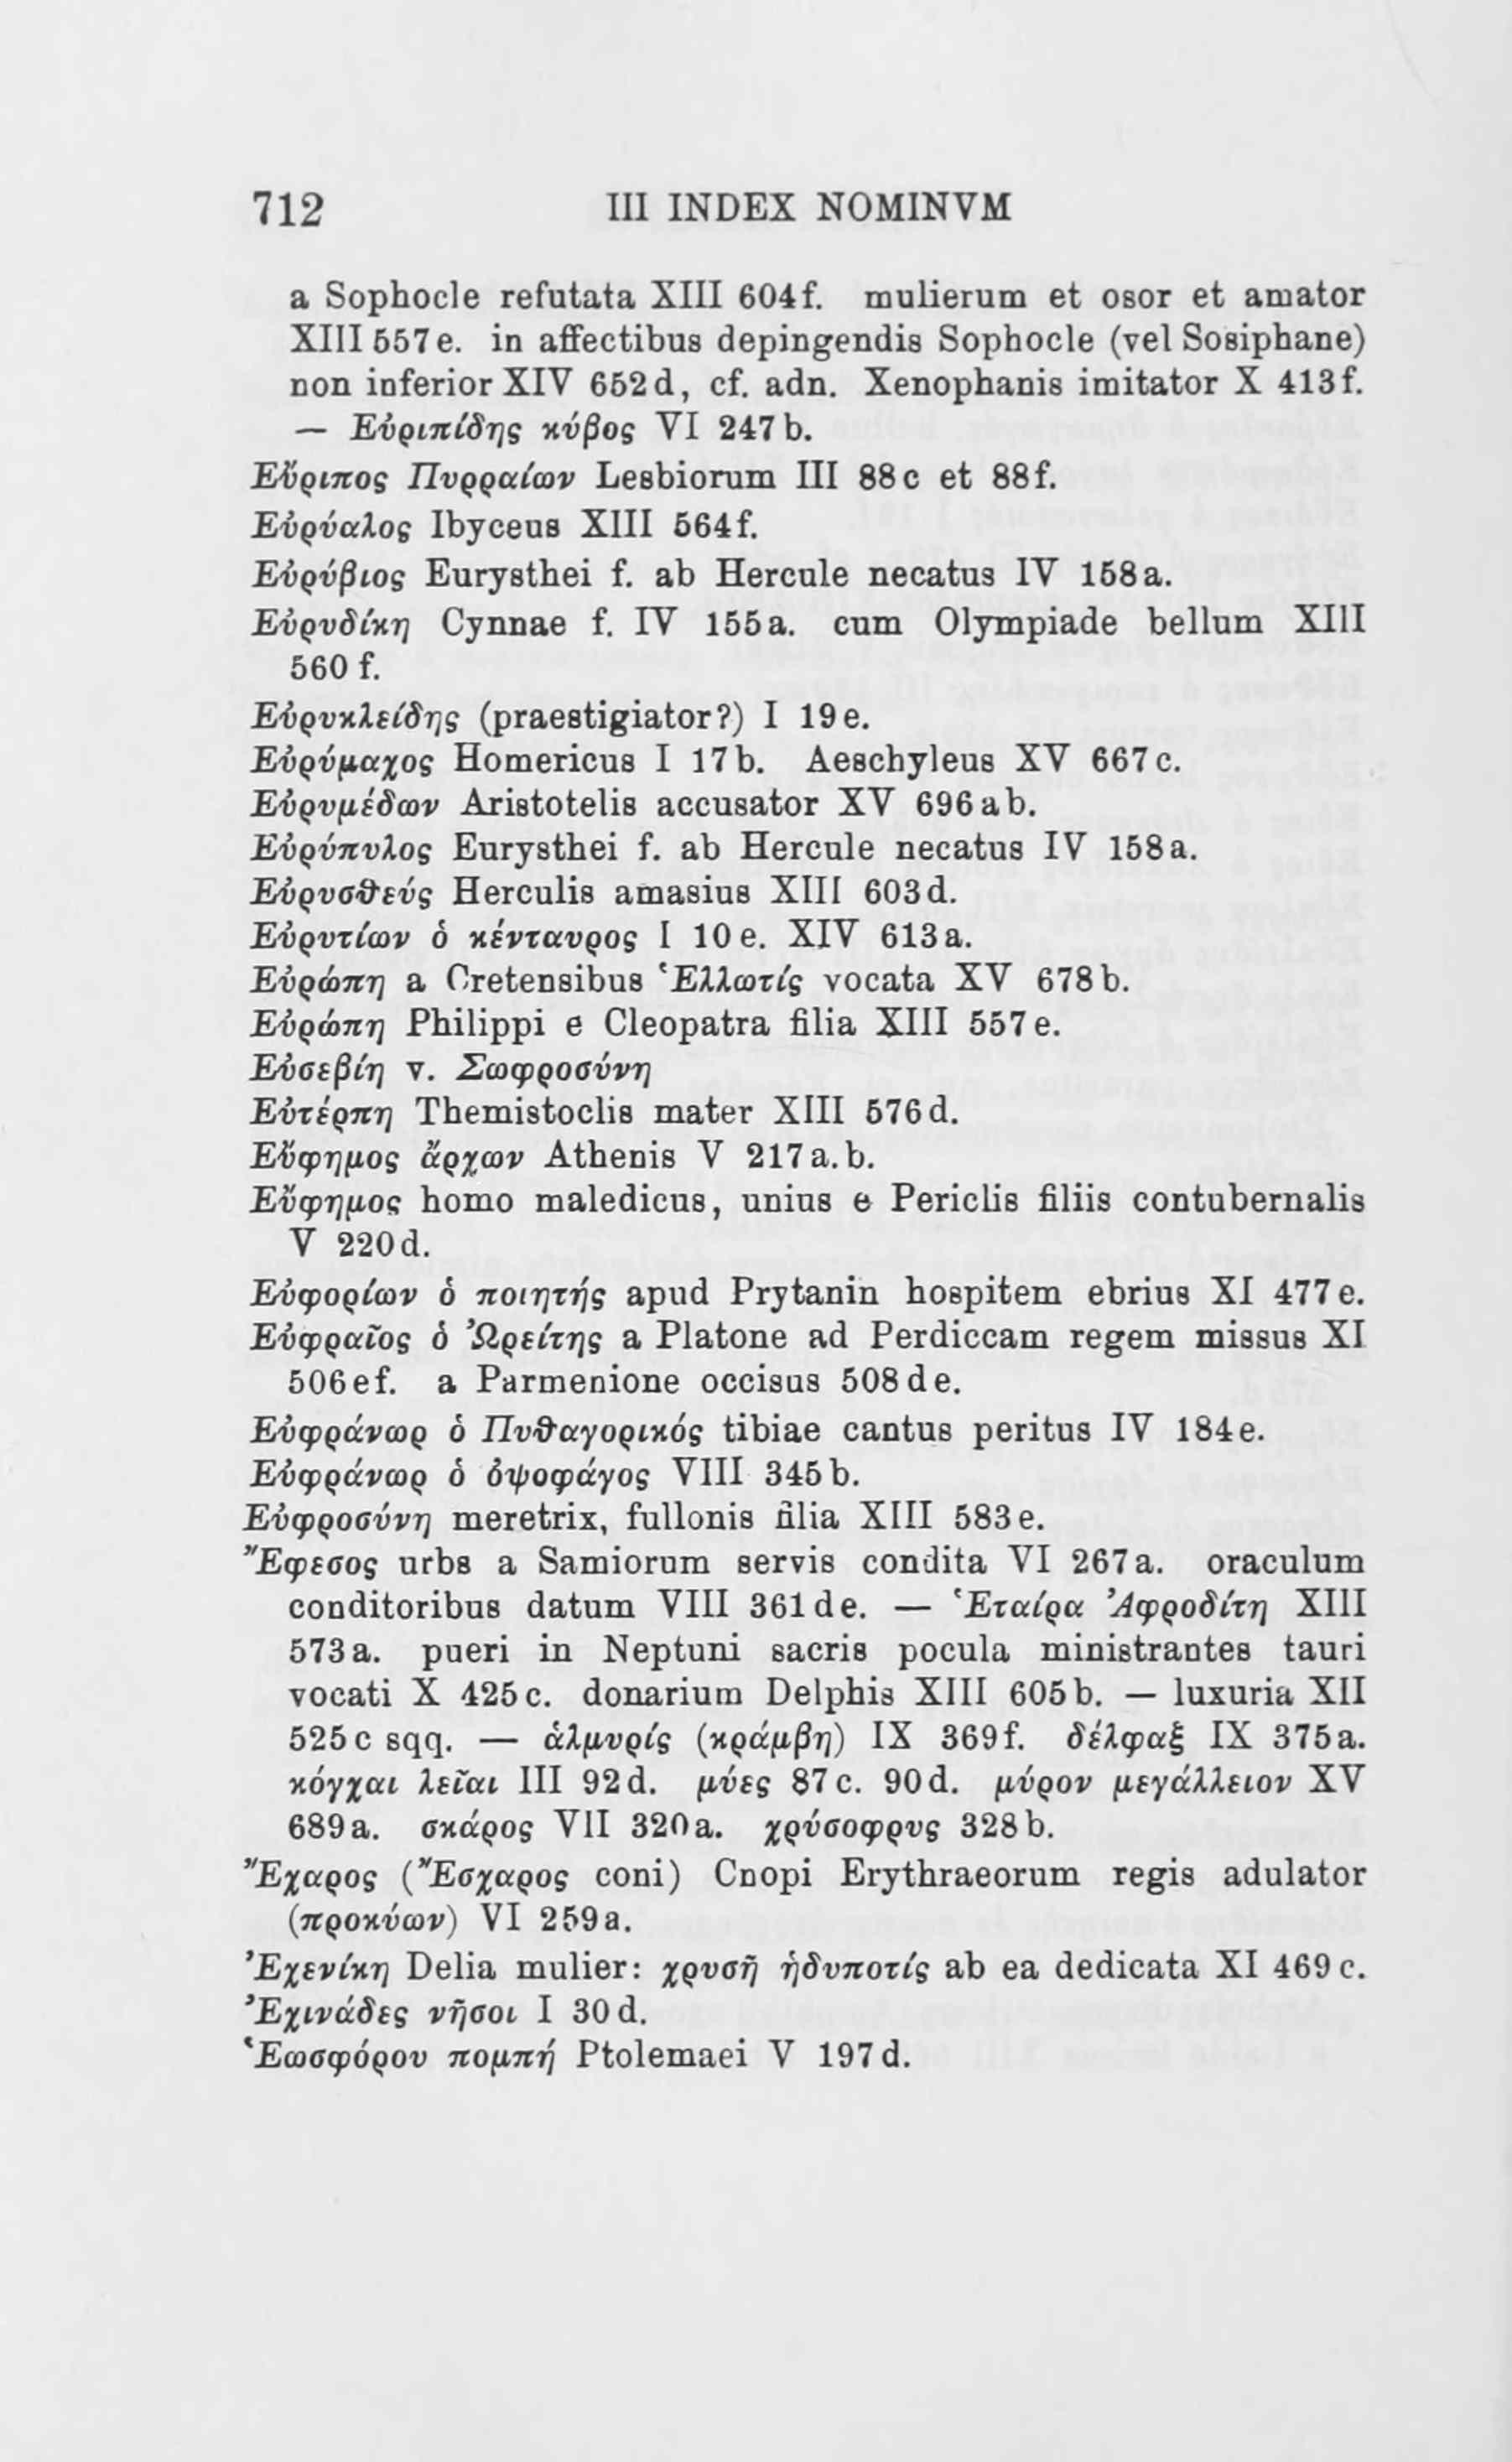 712 III INDEX NOMINVM
a Sophocle refutata XIII 604f. mulierum et osor et amator
XIII 557e. in affectibus depingendis Sophocle (vel Sosiphane)
non inferior XIV 652d, cf. adn. Xenophanis imitator X 413f.
— Εὐριπίδης κύβος VI 247b.
Εὔριπος Πυρραίων Lesbiorum III 88c et 88f.
Εὐρύαλος Ibyceus XIII 564f.
Εὐρύβιος Eurysthei f. ab Hercule necatus IV 158a.
Εὐρυδίκη Cynnae f. IV 155a. cum Olympiade bellum XIII
560f.
Εὐρυκλείδης (praestigiator?) I 19e.
Εὐρύμαχος Homericus I 17b. Aeschyleus XV 667c.
Εὐρυμέδων Aristotelis accusator XV 696ab.
Εὐρύπυλος Eurysthei f. ab Hercule necatus IV 158a.
Εὐρυσθεύς Herculis amasius XIII 603d.
Εὐρυτίων ὁ κένταυρος I 10e. XIV 613a.
Εὐρώπη a Cretensibus Ἑλλωτίς vocata XV 678b.
Εὐρώπη Philippi e Cleopatra filia XIII 557e.
Εὐσεβίη v. Σωφροσύνη
Εὐτέρπη Themistoclis mater XIII 576d.
Εὔφημος ἄρχων Athenis V 217a.b.
Εὔφημος homo maledicus, unius e Periclis filiis contubernalis
V 220d.
Εὐφορίων ὁ ποιητής apud Prytanin hospitem ebrius XI 477e.
Εὐφραῖος ὁ Ὠρείτης a Platone ad Perdiccam regem missus XI
506ef. a Parmenione occisus 508de.
Εὐφράνωρ ὁ Πυθαγορικός tibiae cantus peritus IV 184e.
Εὐφράνωρ ὁ ὀψοφάγος VIII 345b.
Εὐφροσύνη meretrix, fullonis filia XIII 583e.
Ἔφεσος urbs a Samiorum servis condita VI 267a. oraculum
conditoribus datum VIII 361de. — Ἑταίρα Ἀφροδίτη XIII
573a. pueri in Neptuni sacris pocula ministrantes tauri
vocati X 425c. donarium Delphis XIII 605b. — luxuria XII
525c sqq. — ἁλμυρίς (κράμβη) IX 369f. δέλφαξ IX 375a.
κόγχαι λεῖαι III 92d. μύες 87c. 90d. μύρον μεγάλλειον XV
689a. σκάρος VII 320a. χρύσοφρυς 328b.
Ἔχαρος (Ἔσχαρος coni) Cnopi Erythraeorum regis adulator
(προκύων) VI 259a.
Ἐχενίκη Delia mulier: χρυσῆ ἡδυποτίς ab ea dedicata XI 469c.
Ἐχινάδες νῆσοι I 30d.
Ἑωσφόρου πομπή Ptolemaei V 197d.